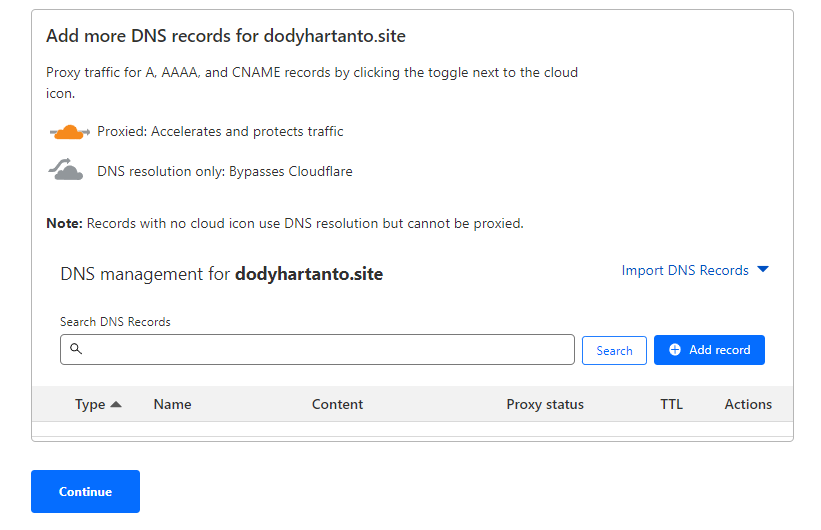 Add more DNS records for dodyhartanto.site
Proxy traffic for A, AAAA, and CNAME records by clicking the toggle next to the cloud
icon.
Proxied: Accelerates and protects traffic
DNS resolution only: Bypasses Cloudflare
Note: Records with no cloud icon use DNS resolution but cannot be proxied.
DNS management for dodyhartanto.site
Import DNS Records
Search DNS Records
Search
Add record
Type Name Content Proxy status TTL Actions
Continue